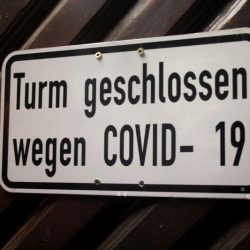 Turm geschlossen
wegen COVID- 19